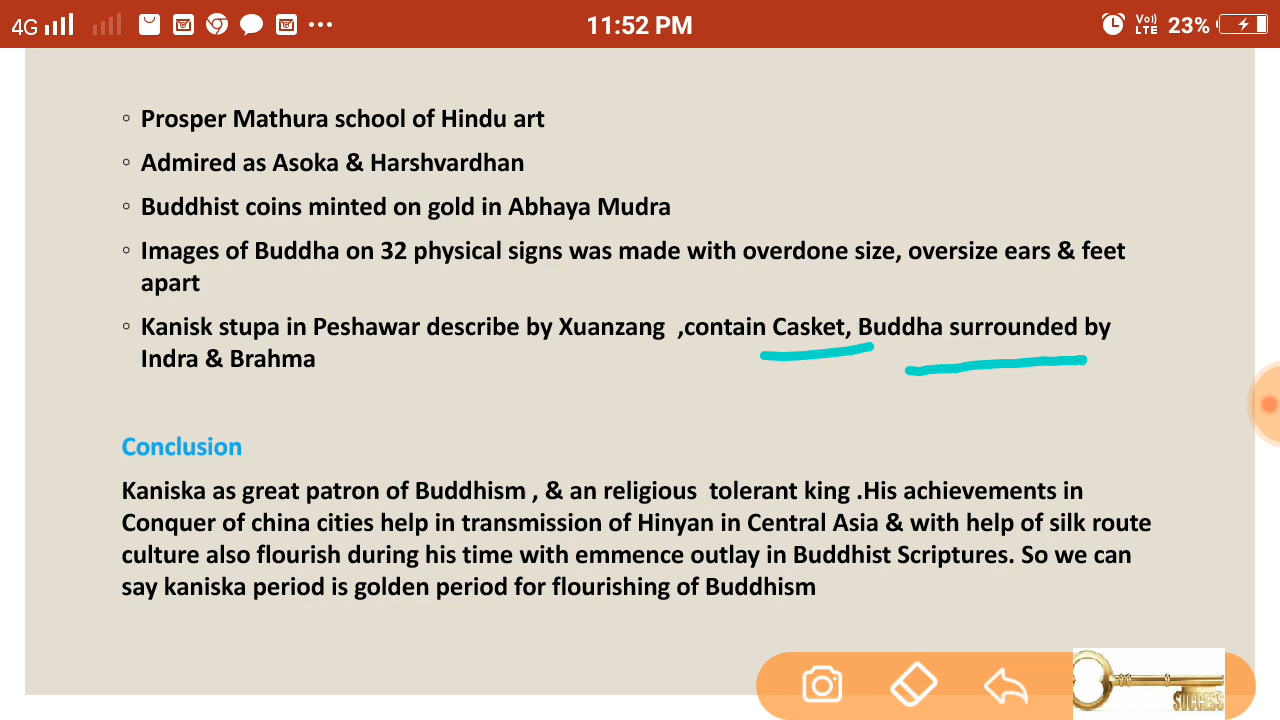 4G 11:52 PM Vo) LTE 23%
◦ Prosper Mathura school of Hindu art
◦ Admired as Asoka & Harshvardhan
◦ Buddhist coins minted on gold in Abhaya Mudra
◦ Images of Buddha on 32 physical signs was made with overdone size, oversize ears & feet
apart
◦ Kanisk stupa in Peshawar describe by Xuanzang ,contain Casket, Buddha surrounded by
Indra & Brahma
Conclusion
Kaniska as great patron of Buddhism , & an religious tolerant king .His achievements in
Conquer of china cities help in transmission of Hinyan in Central Asia & with help of silk route
culture also flourish during his time with emmence outlay in Buddhist Scriptures. So we can
say kaniska period is golden period for flourishing of Buddhism
SUCCESS